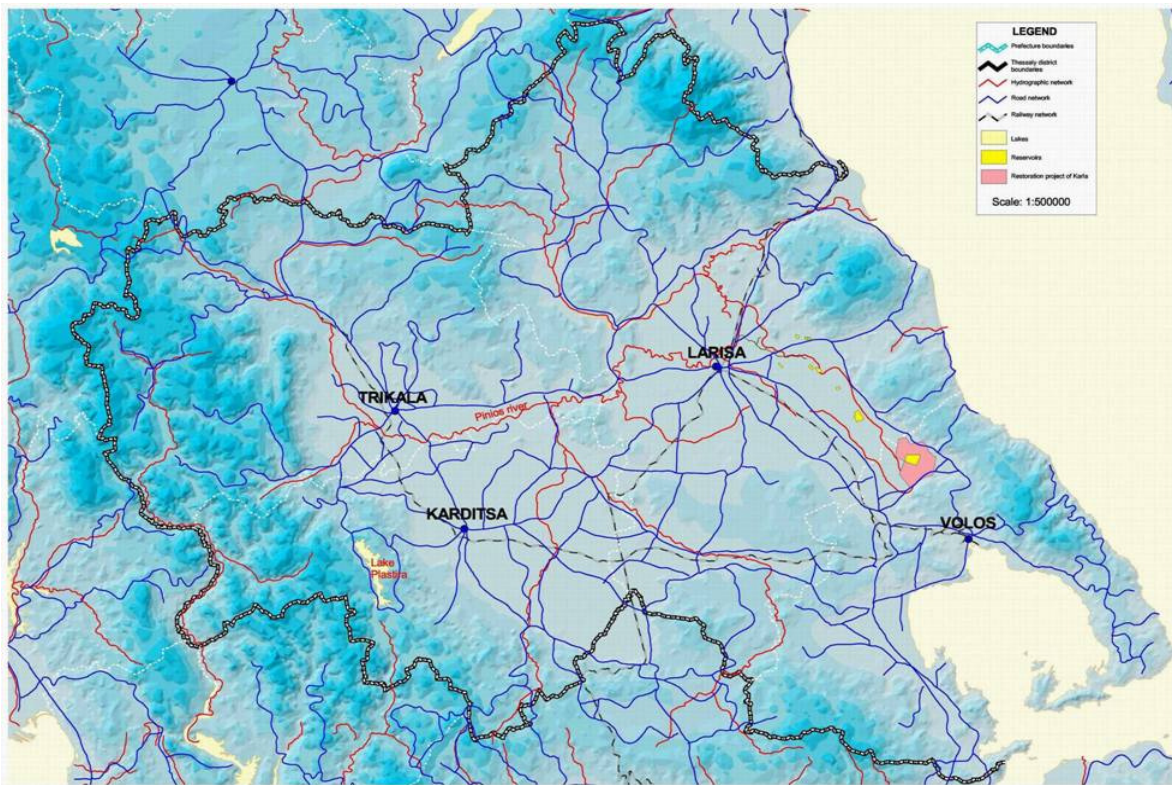 LEGEND
Prefecture boundaries
Thessaly district
boundaries
Hydrographic network
Road network
Railway network
Lakes
Reservoirs
Restoration project of Karla
Scale: 1:500000
LARISA
TRIKALA
Pinios river
KARDITSA
VOLOS
Lake
Plastira